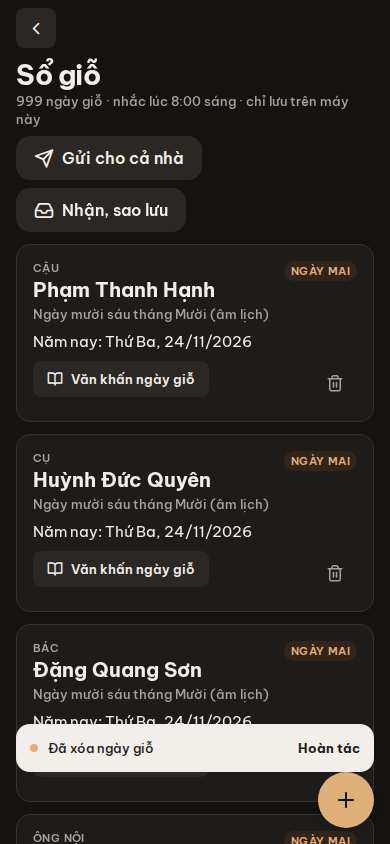 Sổ giỗ
999 ngày giỗ · nhắc lúc 8:00 sáng · chỉ lưu trên máy
này
Gửi cho cả nhà
Nhận, sao lưu
CẬU
NGÀY MAI
Phạm Thanh Hạnh
Ngày mười sáu tháng Mười (âm lịch)
Năm nay: Thứ Ba, 24/11/2026
Văn khấn ngày giỗ
CỤ
NGÀY MAI
Huỳnh Đức Quyên
Ngày mười sáu tháng Mười (âm lịch)
Năm nay: Thứ Ba, 24/11/2026
Văn khấn ngày giỗ
BÁC
NGÀY MAI
Đặng Quang Sơn
Ngày mười sáu tháng Mười (âm lịch)
Năm nay: Thứ Ba, 24/11/2026
Đã xóa ngày giỗ
Hoàn tác
ÔNG NỘI
NGÀY MAI